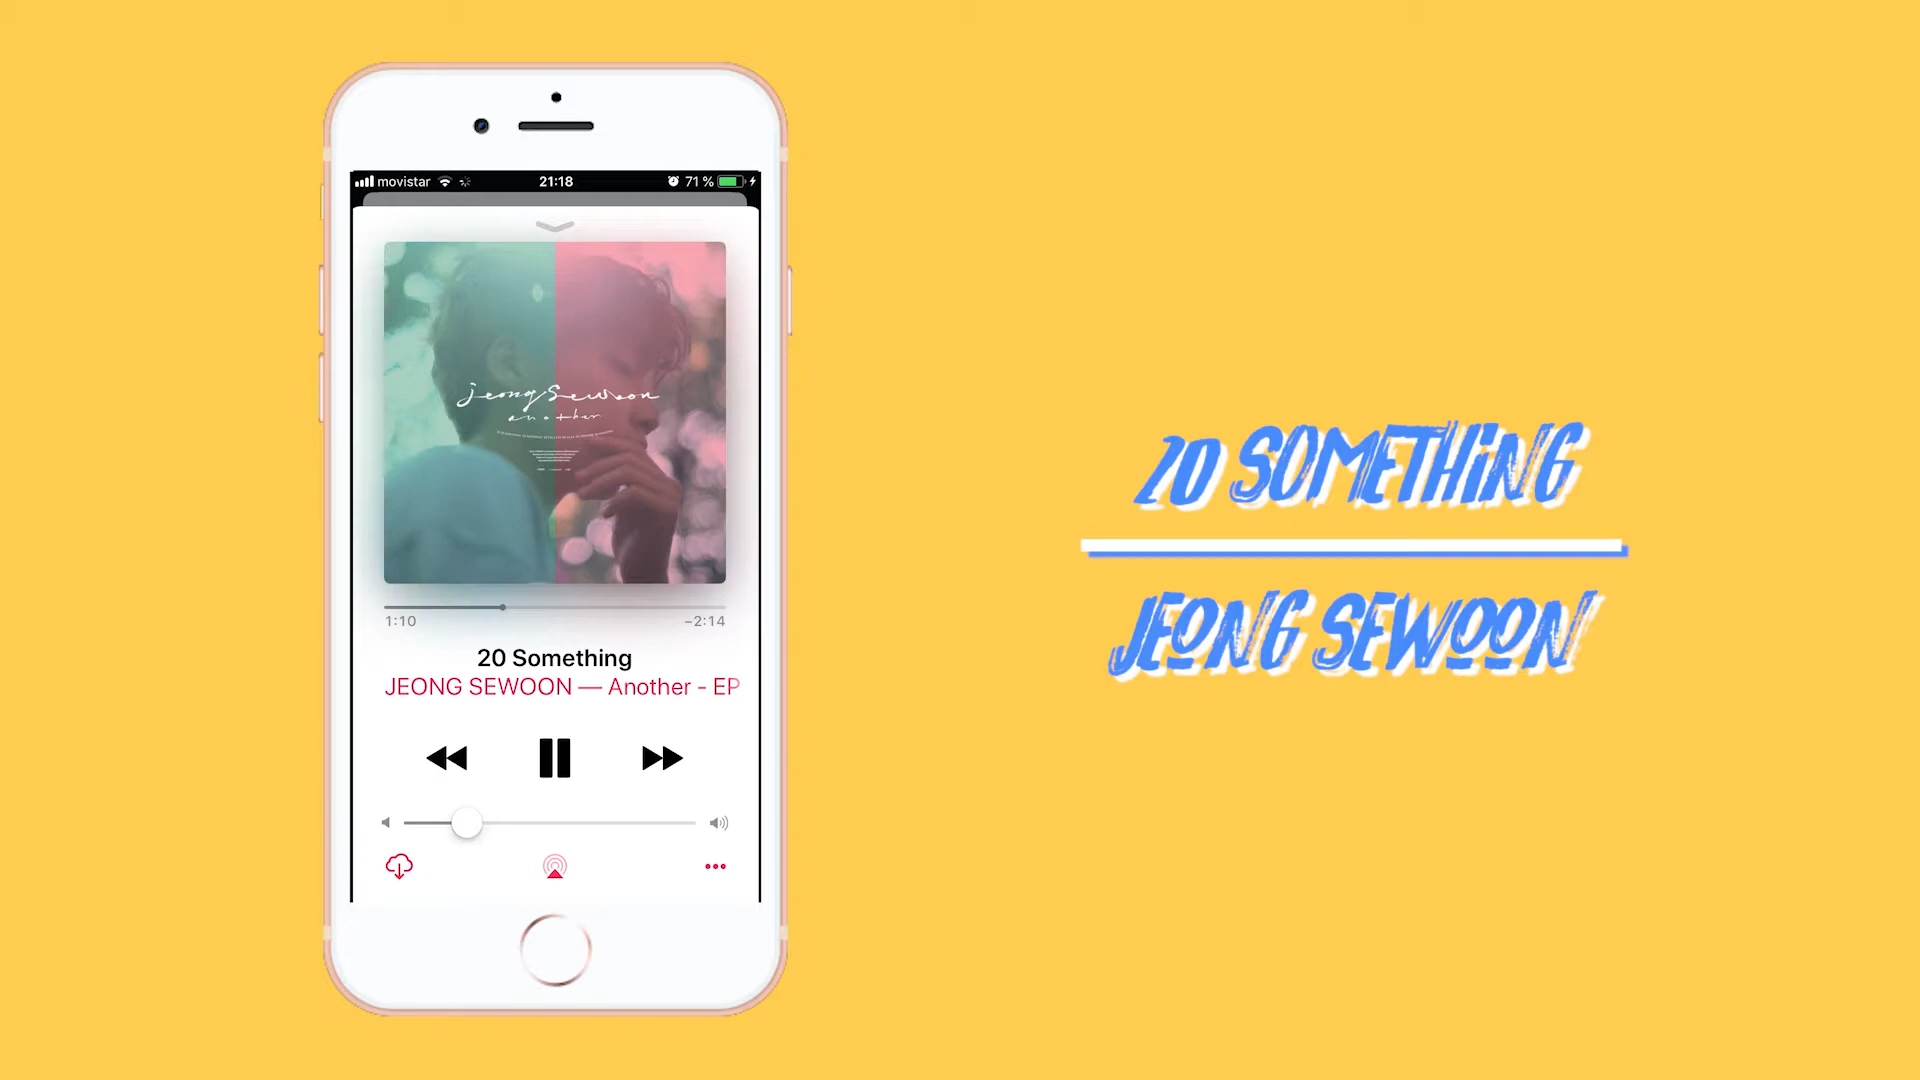 movistar 21:18 71 %
jeong sewoon
another
1:10 −2:14
20 Something
JEONG SEWOON — Another - EP
20 SOMETHING
JEONG SEWOON